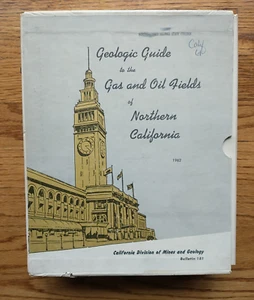 Geologic Guide
to the
Gas and Oil Fields
of
Northern
California
1962
California Division of Mines and Geology
Bulletin 181